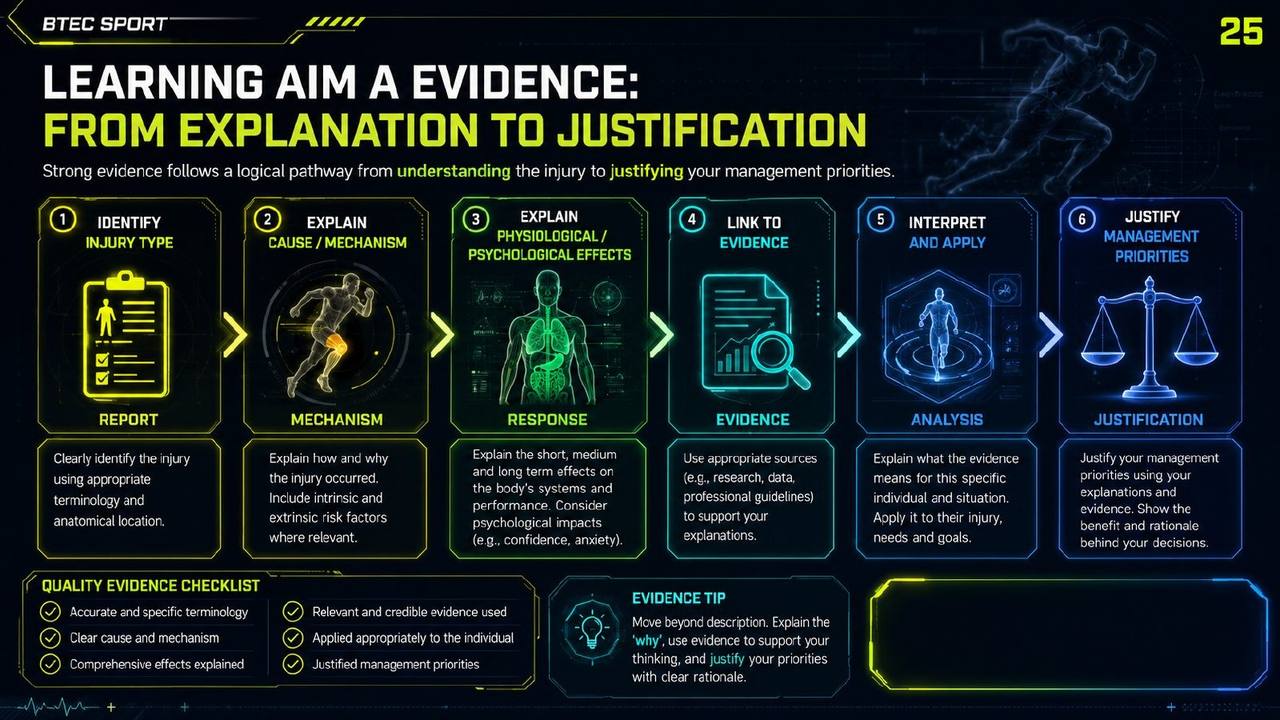 BTEC SPORT
25
LEARNING AIM A EVIDENCE:
FROM EXPLANATION TO JUSTIFICATION
Strong evidence follows a logical pathway from understanding the injury to justifying your management priorities.
1
IDENTIFY
INJURY TYPE
REPORT
Clearly identify the injury
using appropriate
terminology and
anatomical location.
2
EXPLAIN
CAUSE / MECHANISM
MECHANISM
Explain how and why
the injury occurred.
Include intrinsic and
extrinsic risk factors
where relevant.
3
EXPLAIN
PHYSIOLOGICAL /
PSYCHOLOGICAL EFFECTS
RESPONSE
Explain the short, medium
and long term effects on
the body's systems and
performance. Consider
psychological impacts
(e.g., confidence, anxiety).
4
LINK TO
EVIDENCE
EVIDENCE
Use appropriate sources
(e.g., research, data,
professional guidelines)
to support your
explanations.
5
INTERPRET
AND APPLY
ANALYSIS
Explain what the evidence
means for this specific
individual and situation.
Apply it to their injury,
needs and goals.
6
JUSTIFY
MANAGEMENT
PRIORITIES
JUSTIFICATION
Justify your management
priorities using your
explanations and
evidence. Show the
benefit and rationale
behind your decisions.
QUALITY EVIDENCE CHECKLIST
Accurate and specific terminology
Clear cause and mechanism
Comprehensive effects explained
Relevant and credible evidence used
Applied appropriately to the individual
Justified management priorities
EVIDENCE TIP
Move beyond description. Explain the
'why', use evidence to support your
thinking, and justify your priorities
with clear rationale.